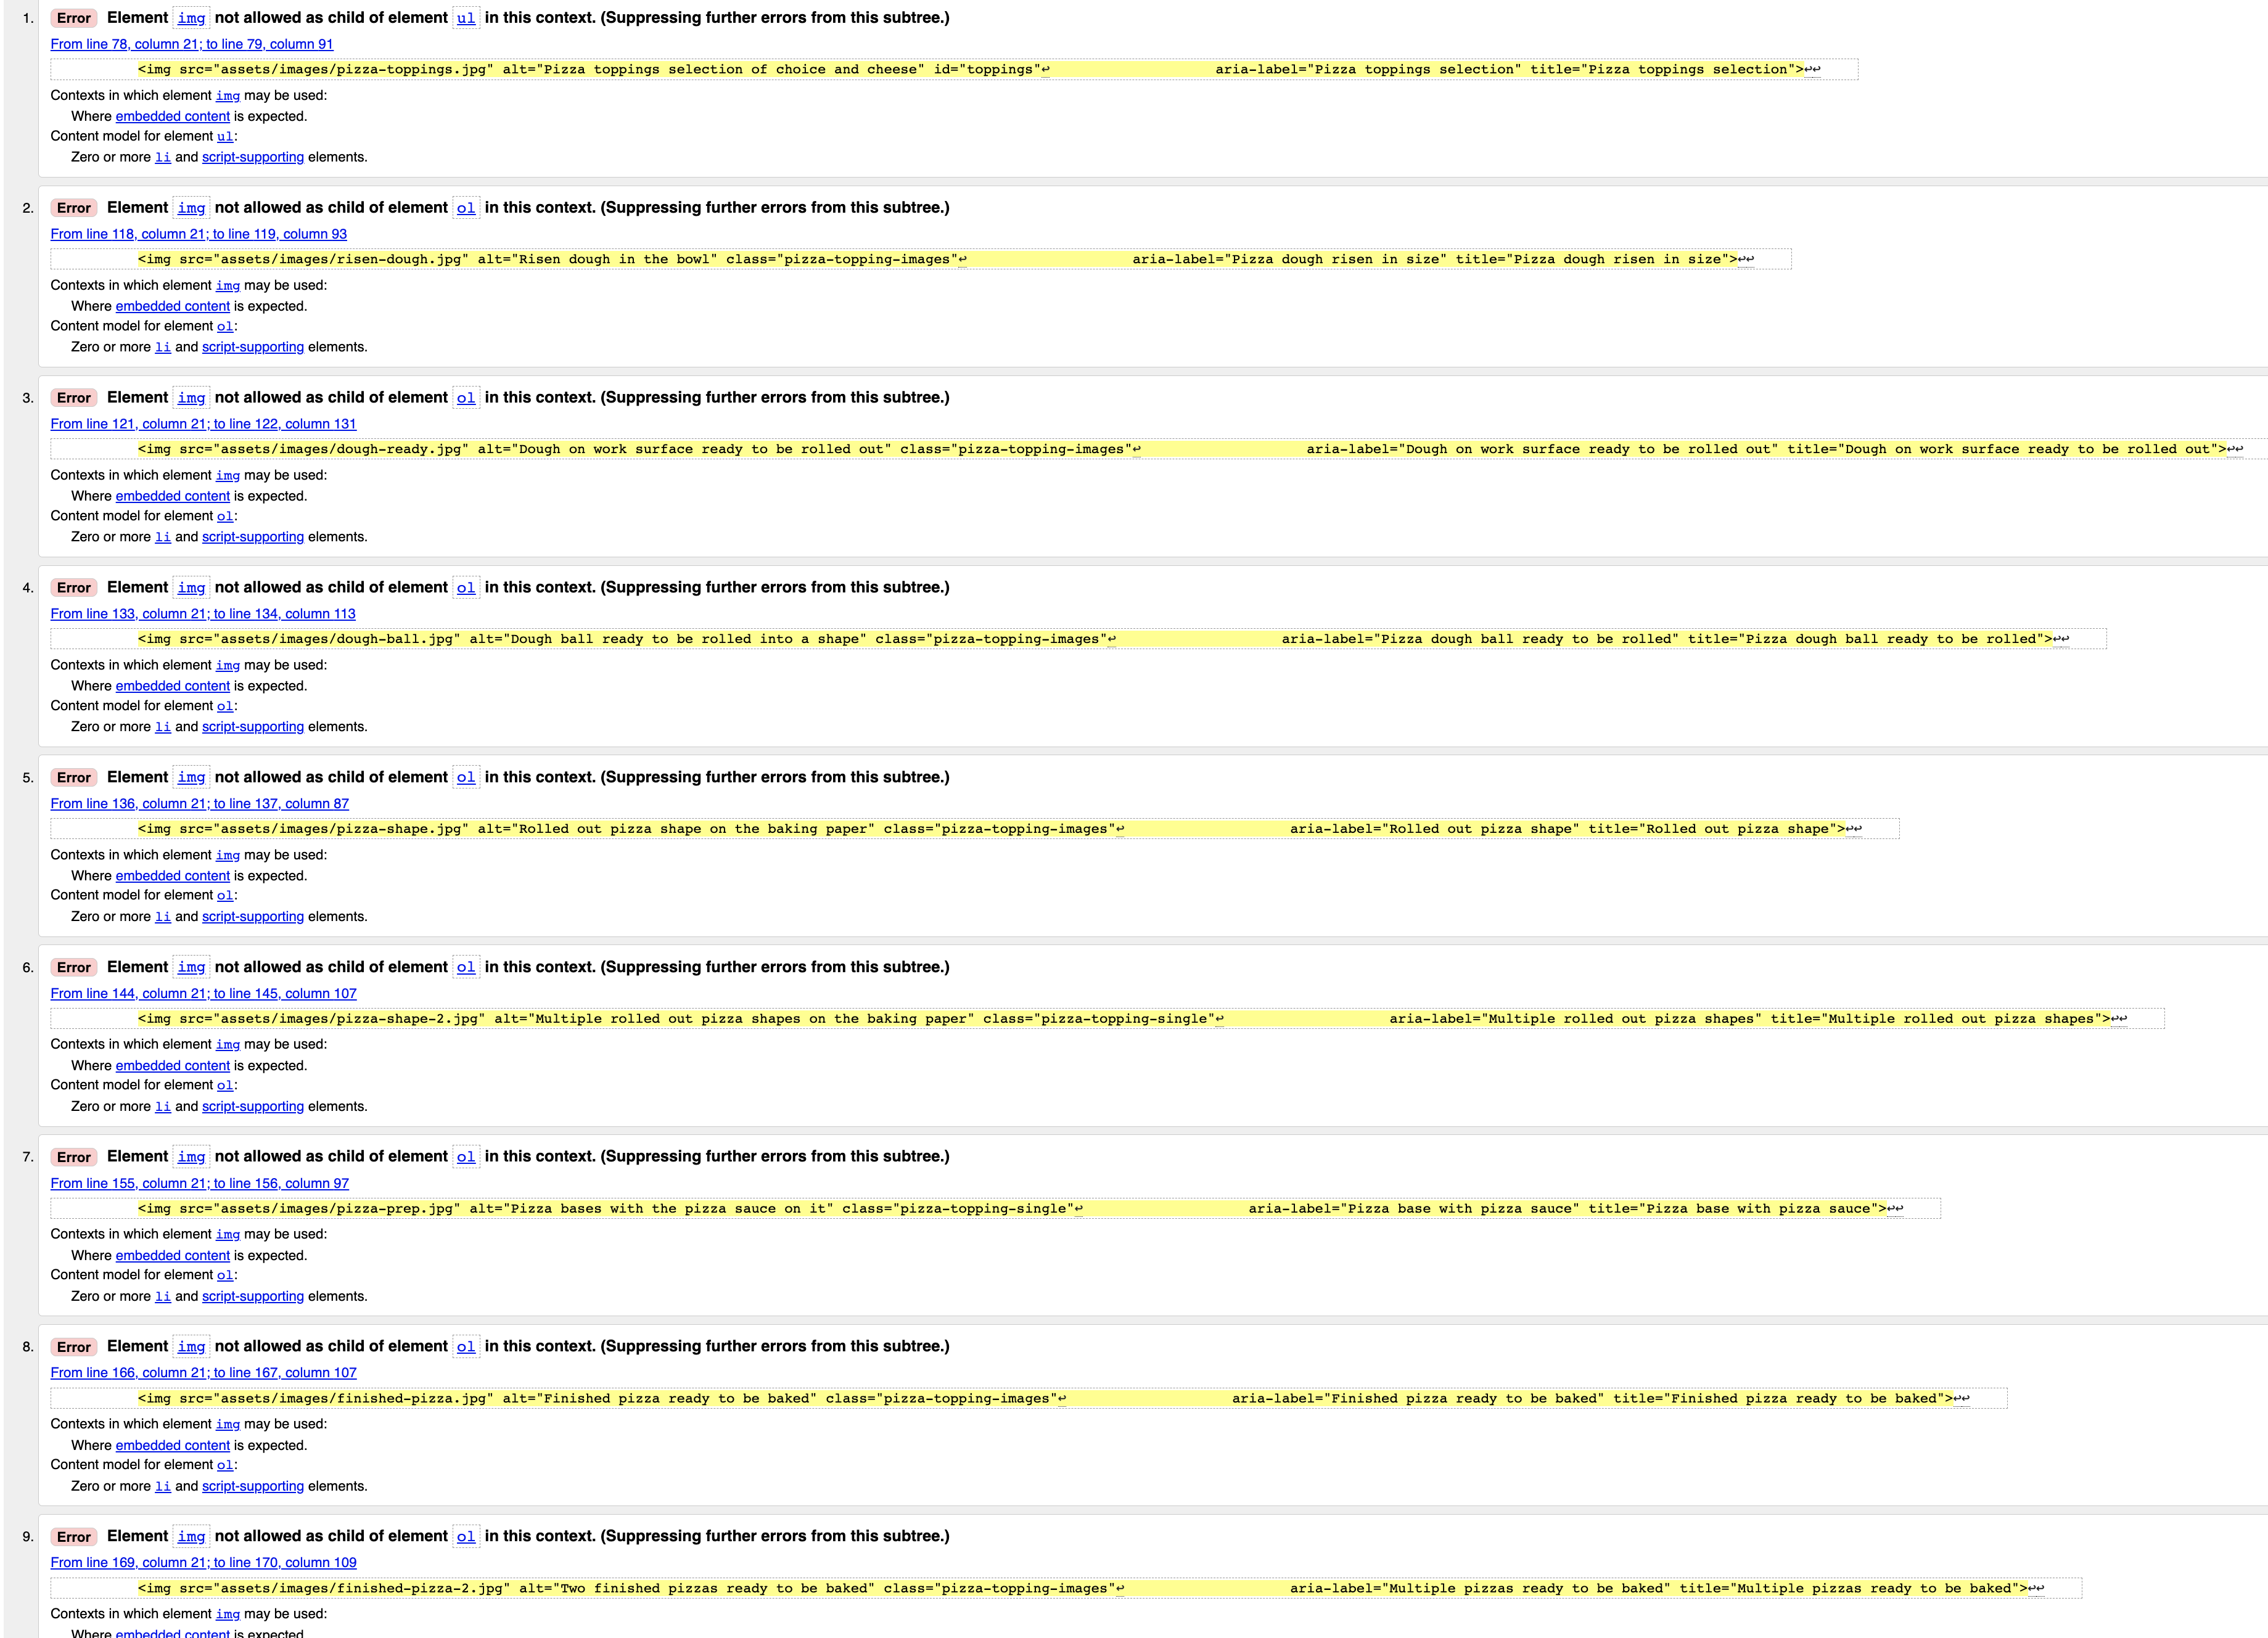 1. Error Element img not allowed as child of element ul in this context. (Suppressing further errors from this subtree.)
From line 78, column 21; to line 79, column 91
<img src="assets/images/pizza-toppings.jpg" alt="Pizza toppings selection of choice and cheese" id="toppings"↩ aria-label="Pizza toppings selection" title="Pizza toppings selection">↩↩
Contexts in which element img may be used:
Where embedded content is expected.
Content model for element ul:
Zero or more li and script-supporting elements.
2. Error Element img not allowed as child of element ol in this context. (Suppressing further errors from this subtree.)
From line 118, column 21; to line 119, column 93
<img src="assets/images/risen-dough.jpg" alt="Risen dough in the bowl" class="pizza-topping-images"↩ aria-label="Pizza dough risen in size" title="Pizza dough risen in size">↩↩
Contexts in which element img may be used:
Where embedded content is expected.
Content model for element ol:
Zero or more li and script-supporting elements.
3. Error Element img not allowed as child of element ol in this context. (Suppressing further errors from this subtree.)
From line 121, column 21; to line 122, column 131
<img src="assets/images/dough-ready.jpg" alt="Dough on work surface ready to be rolled out" class="pizza-topping-images"↩ aria-label="Dough on work surface ready to be rolled out" title="Dough on work surface ready to be rolled out">↩↩
Contexts in which element img may be used:
Where embedded content is expected.
Content model for element ol:
Zero or more li and script-supporting elements.
4. Error Element img not allowed as child of element ol in this context. (Suppressing further errors from this subtree.)
From line 133, column 21; to line 134, column 113
<img src="assets/images/dough-ball.jpg" alt="Dough ball ready to be rolled into a shape" class="pizza-topping-images"↩ aria-label="Pizza dough ball ready to be rolled" title="Pizza dough ball ready to be rolled">↩↩
Contexts in which element img may be used:
Where embedded content is expected.
Content model for element ol:
Zero or more li and script-supporting elements.
5. Error Element img not allowed as child of element ol in this context. (Suppressing further errors from this subtree.)
From line 136, column 21; to line 137, column 87
<img src="assets/images/pizza-shape.jpg" alt="Rolled out pizza shape on the baking paper" class="pizza-topping-images"↩ aria-label="Rolled out pizza shape" title="Rolled out pizza shape">↩↩
Contexts in which element img may be used:
Where embedded content is expected.
Content model for element ol:
Zero or more li and script-supporting elements.
6. Error Element img not allowed as child of element ol in this context. (Suppressing further errors from this subtree.)
From line 144, column 21; to line 145, column 107
<img src="assets/images/pizza-shape-2.jpg" alt="Multiple rolled out pizza shapes on the baking paper" class="pizza-topping-single"↩ aria-label="Multiple rolled out pizza shapes" title="Multiple rolled out pizza shapes">↩↩
Contexts in which element img may be used:
Where embedded content is expected.
Content model for element ol:
Zero or more li and script-supporting elements.
7. Error Element img not allowed as child of element ol in this context. (Suppressing further errors from this subtree.)
From line 155, column 21; to line 156, column 97
<img src="assets/images/pizza-prep.jpg" alt="Pizza bases with the pizza sauce on it" class="pizza-topping-single"↩ aria-label="Pizza base with pizza sauce" title="Pizza base with pizza sauce">↩↩
Contexts in which element img may be used:
Where embedded content is expected.
Content model for element ol:
Zero or more li and script-supporting elements.
8. Error Element img not allowed as child of element ol in this context. (Suppressing further errors from this subtree.)
From line 166, column 21; to line 167, column 107
<img src="assets/images/finished-pizza.jpg" alt="Finished pizza ready to be baked" class="pizza-topping-images"↩ aria-label="Finished pizza ready to be baked" title="Finished pizza ready to be baked">↩↩
Contexts in which element img may be used:
Where embedded content is expected.
Content model for element ol:
Zero or more li and script-supporting elements.
9. Error Element img not allowed as child of element ol in this context. (Suppressing further errors from this subtree.)
From line 169, column 21; to line 170, column 109
<img src="assets/images/finished-pizza-2.jpg" alt="Two finished pizzas ready to be baked" class="pizza-topping-images"↩ aria-label="Multiple pizzas ready to be baked" title="Multiple pizzas ready to be baked">↩↩
Contexts in which element img may be used:
Where embedded content is expected.